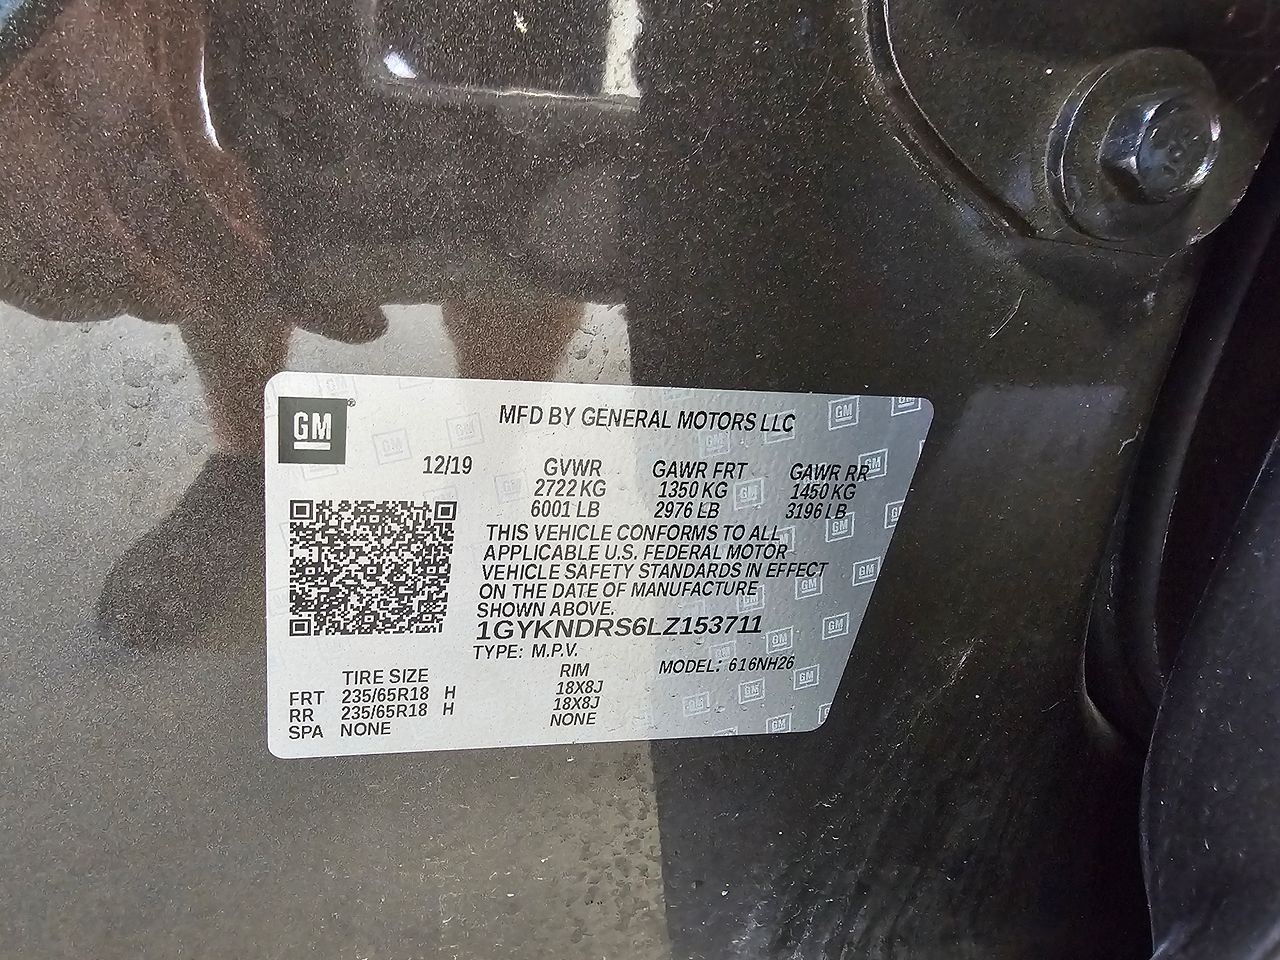 GM
MFD BY GENERAL MOTORS LLC
12/19 GVWR GAWR FRT GAWR RR
2722 KG 1350 KG 1450 KG
6001 LB 2976 LB 3196 LB
THIS VEHICLE CONFORMS TO ALL
APPLICABLE U.S. FEDERAL MOTOR
VEHICLE SAFETY STANDARDS IN EFFECT
ON THE DATE OF MANUFACTURE
SHOWN ABOVE.
1GYKNDRS6LZ153711
TYPE: M.P.V. MODEL: 616NH26
TIRE SIZE RIM
FRT 235/65R18 H 18X8J
RR 235/65R18 H 18X8J
SPA NONE NONE